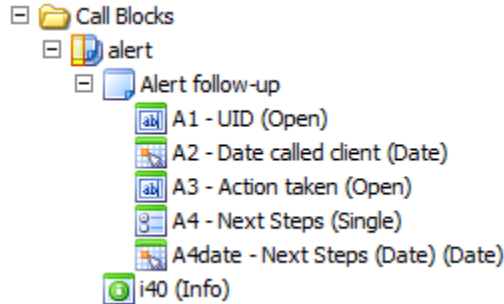 Call Blocks
alert
Alert follow-up
A1 - UID (Open)
A2 - Date called client (Date)
A3 - Action taken (Open)
A4 - Next Steps (Single)
A4date - Next Steps (Date) (Date)
i40 (Info)